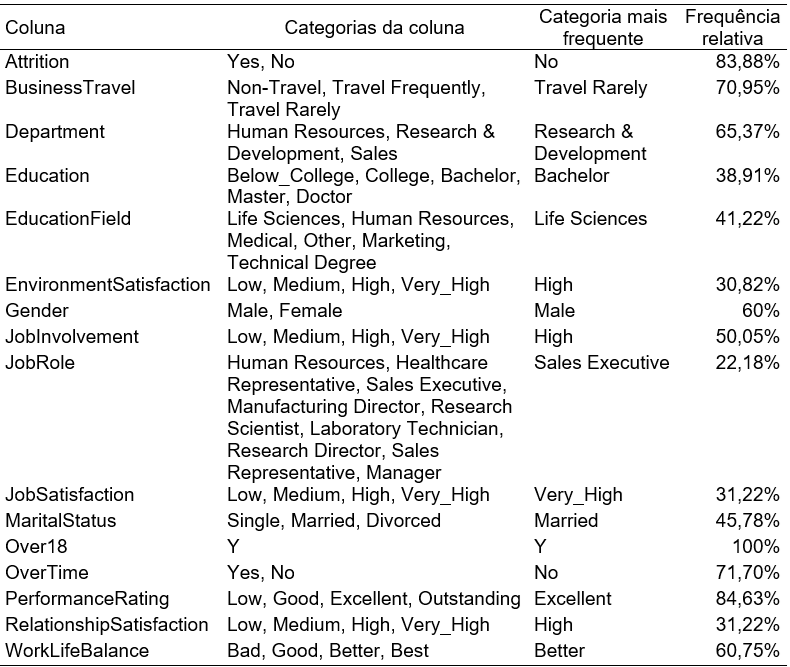 Coluna Categorias da coluna Categoria mais frequente Frequência relativa
Attrition Yes, No No 83,88%
BusinessTravel Non-Travel, Travel Frequently, Travel Rarely 70,95%
Travel Rarely
Department Human Resources, Research & Research & 65,37%
Development, Sales Development
Education Below_College, College, Bachelor, Bachelor 38,91%
Master, Doctor
EducationField Life Sciences, Human Resources, Life Sciences 41,22%
Medical, Other, Marketing,
Technical Degree
EnvironmentSatisfaction Low, Medium, High, Very_High High 30,82%
Gender Male, Female Male 60%
JobInvolvement Low, Medium, High, Very_High High 50,05%
JobRole Human Resources, Healthcare Sales Executive 22,18%
Representative, Sales Executive,
Manufacturing Director, Research
Scientist, Laboratory Technician,
Research Director, Sales
Representative, Manager
JobSatisfaction Low, Medium, High, Very_High Very_High 31,22%
MaritalStatus Single, Married, Divorced Married 45,78%
Over18 Y Y 100%
OverTime Yes, No No 71,70%
PerformanceRating Low, Good, Excellent, Outstanding Excellent 84,63%
RelationshipSatisfaction Low, Medium, High, Very_High High 31,22%
WorkLifeBalance Bad, Good, Better, Best Better 60,75%